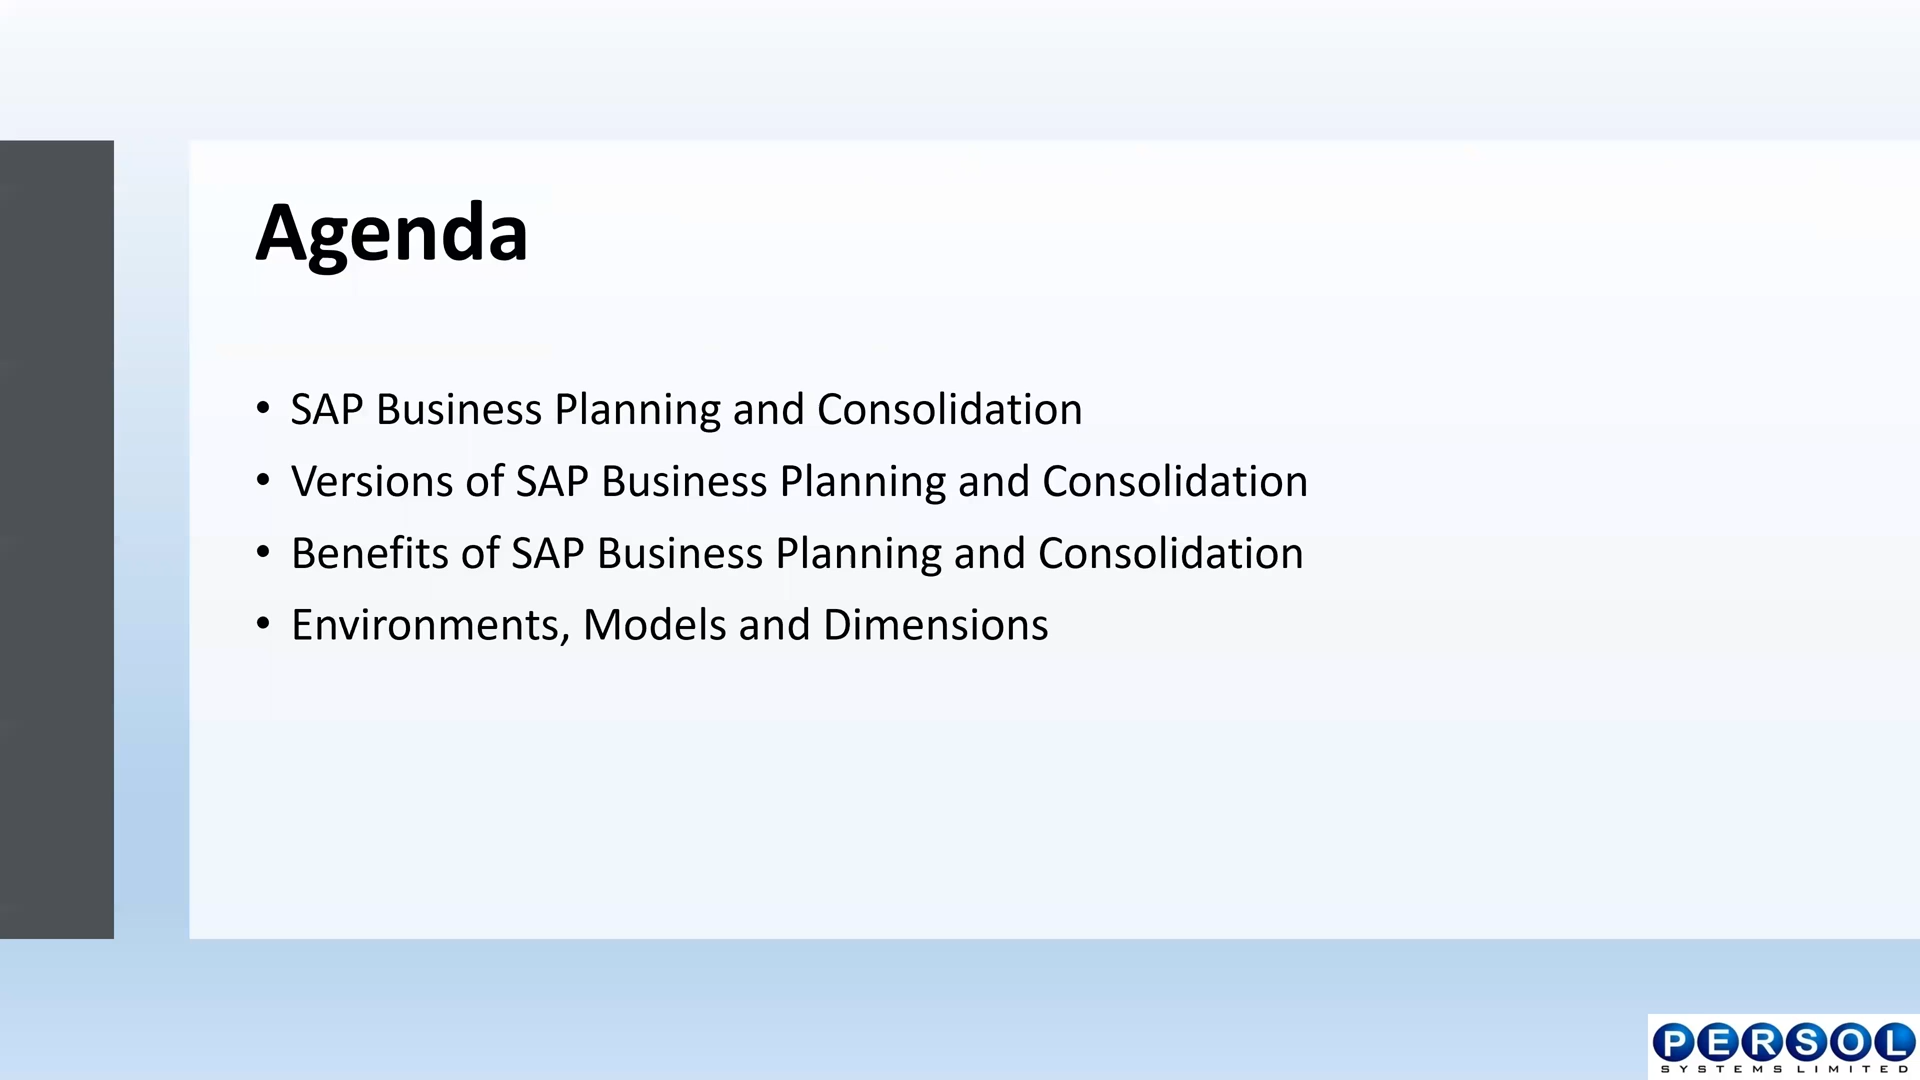 Agenda
• SAP Business Planning and Consolidation
• Versions of SAP Business Planning and Consolidation
• Benefits of SAP Business Planning and Consolidation
• Environments, Models and Dimensions
PERSOL
SYSTEMS LIMITED